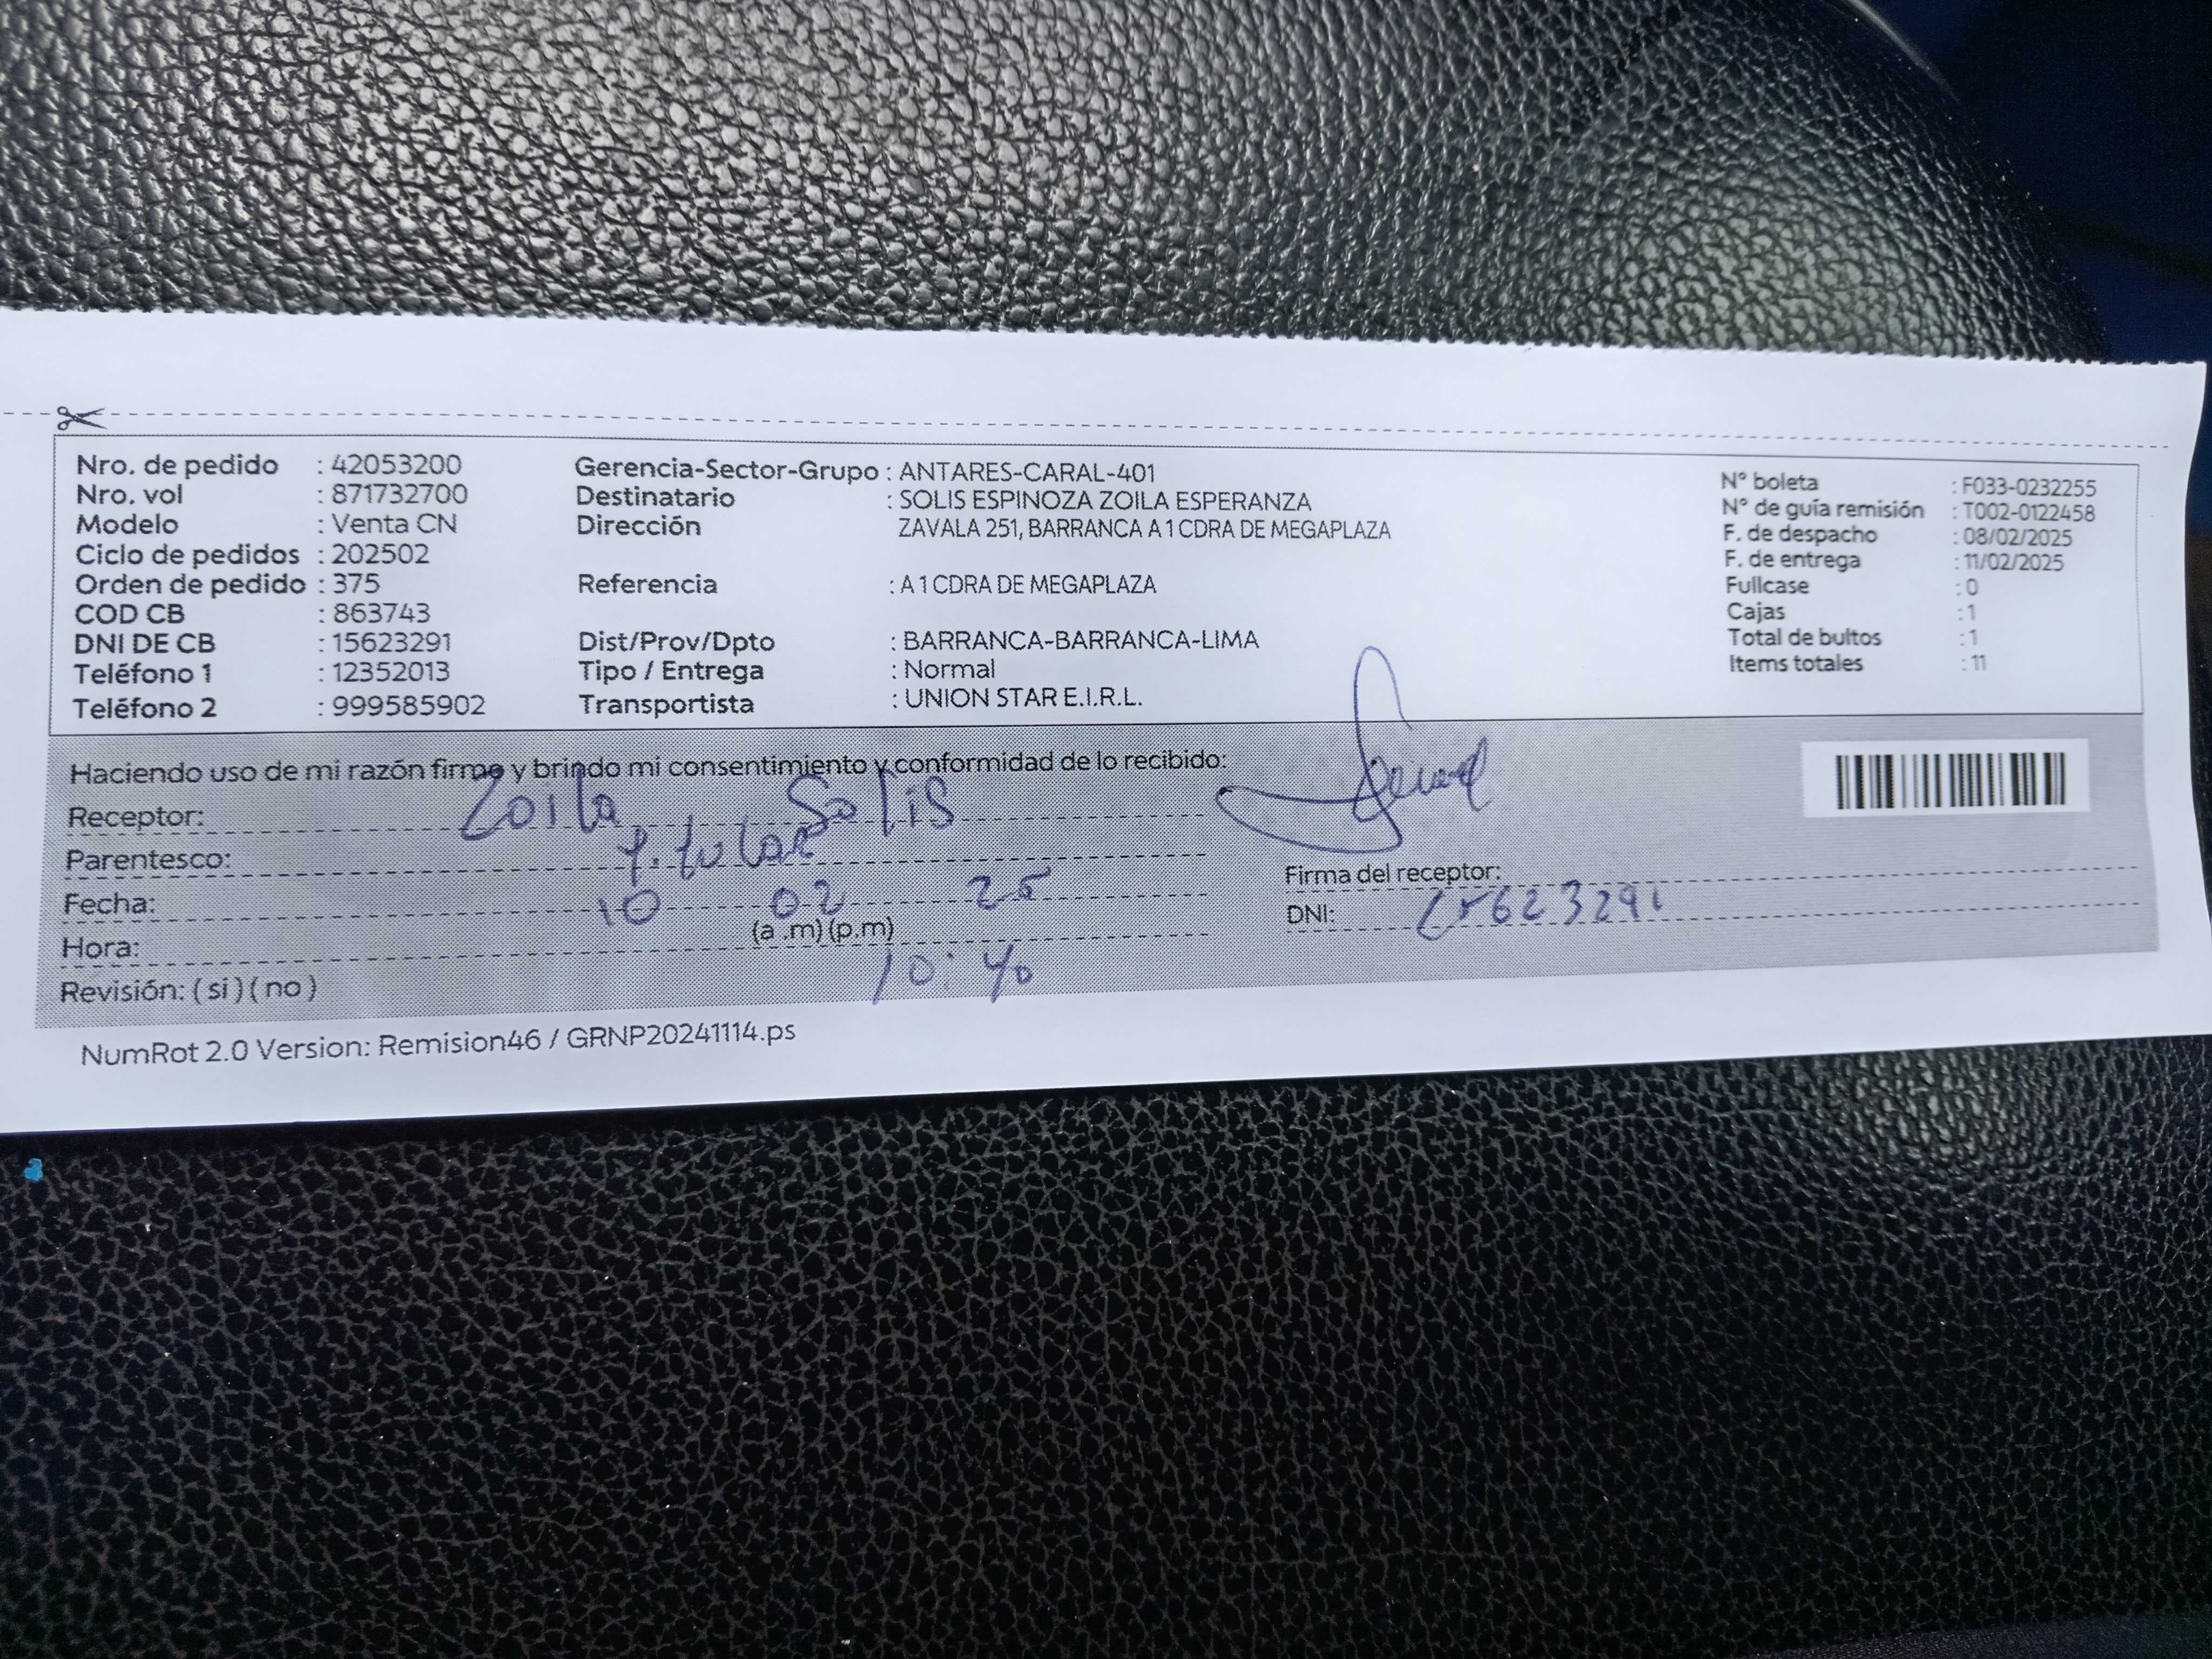 Nro. de pedido : 42053200
Nro. vol : 871732700
Modelo : Venta CN
Ciclo de pedidos : 202502
Orden de pedido : 375
COD CB : 863743
DNI DE CB : 15623291
Teléfono 1 : 12352013
Teléfono 2 : 999585902
Gerencia-Sector-Grupo : ANTARES-CARAL-401
Destinatario : SOLIS ESPINOZA ZOILA ESPERANZA
Dirección ZAVALA 251, BARRANCA A 1 CDRA DE MEGAPLAZA
Referencia : A 1 CDRA DE MEGAPLAZA
Dist/Prov/Dpto : BARRANCA-BARRANCA-LIMA
Tipo / Entrega : Normal
Transportista : UNION STAR E.I.R.L.
N° boleta : F033-0232255
N° de guía remisión : T002-0122458
F. de despacho : 08/02/2025
F. de entrega : 11/02/2025
Fullcase : 0
Cajas : 1
Total de bultos : 1
Items totales : 11
Haciendo uso de mi razón firmo y brindo mi consentimiento y conformidad de lo recibido:
Receptor: Zoila Solis
Parentesco: Titular
Fecha: 10 02 25
Hora: (a .m) (p.m)
10:40
Revisión: ( si ) ( no )
Firma del receptor:
DNI: 15623291
NumRot 2.0 Version: Remision46 / GRNP20241114.ps